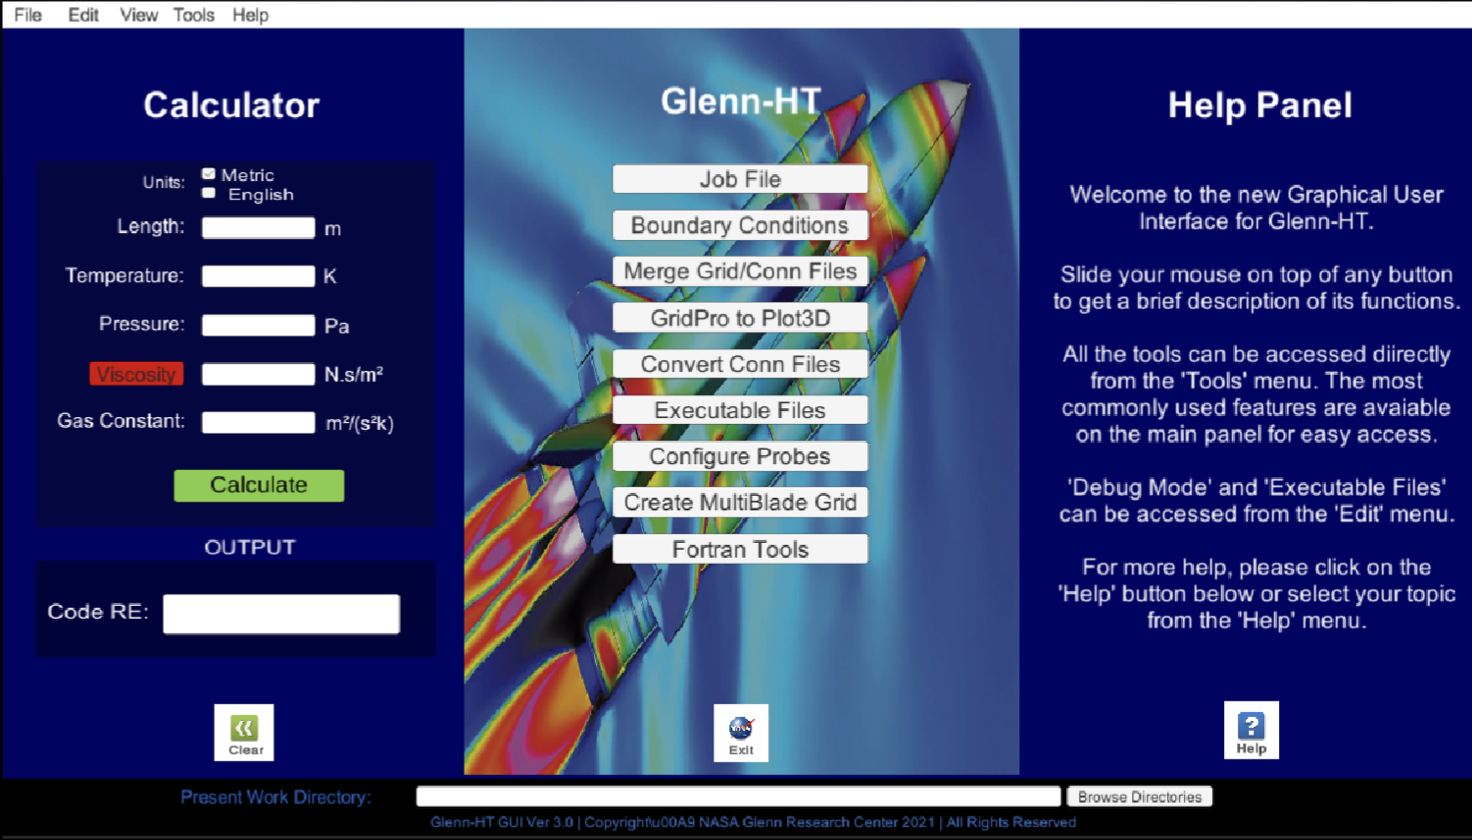 File Edit View Tools Help
Calculator
Units:
Metric
English
Length: m
Temperature: K
Pressure: Pa
Viscosity N.s/m²
Gas Constant: m²/(s²k)
Calculate
OUTPUT
Code RE:
Clear
Glenn-HT
Job File
Boundary Conditions
Merge Grid/Conn Files
GridPro to Plot3D
Convert Conn Files
Executable Files
Configure Probes
Create MultiBlade Grid
Fortran Tools
NASA
Exit
Help Panel
Welcome to the new Graphical User
Interface for Glenn-HT.
Slide your mouse on top of any button
to get a brief description of its functions.
All the tools can be accessed diirectly
from the 'Tools' menu. The most
commonly used features are avaiable
on the main panel for easy access.
'Debug Mode' and 'Executable Files'
can be accessed from the 'Edit' menu.
For more help, please click on the
'Help' button below or select your topic
from the 'Help' menu.
?
Help
Present Work Directory:
Browse Directories
Glenn-HT GUI Ver 3.0 | Copyright\u00A9 NASA Glenn Research Center 2021 | All Rights Reserved